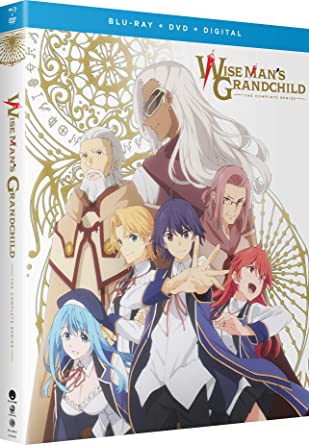 BLU-RAY + DVD + DIGITAL
WISE MAN'S
GRANDCHILD
THE COMPLETE SERIES
WISE MAN'S GRANDCHILD
THE COMPLETE SERIES